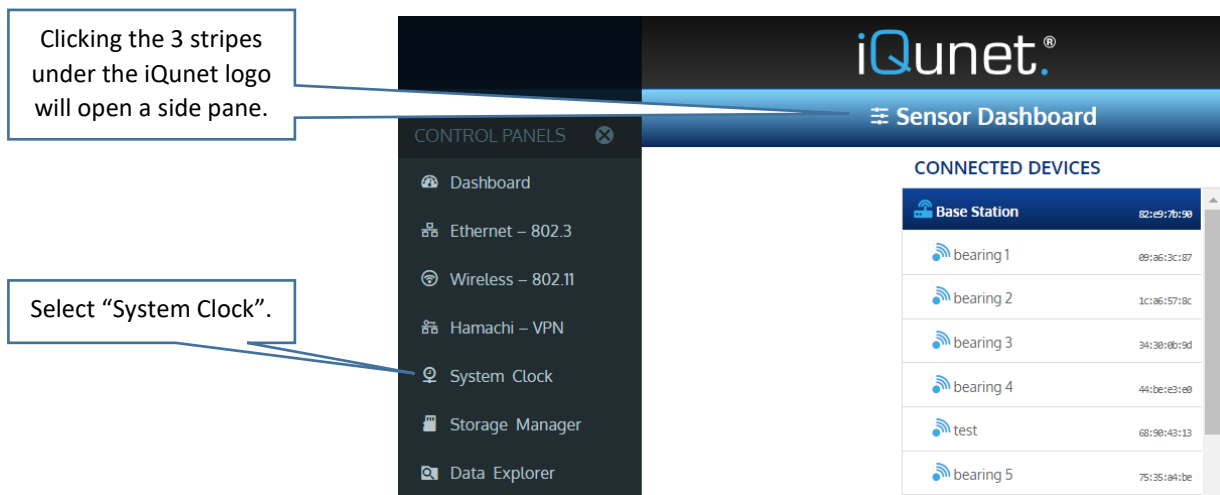 Clicking the 3 stripes
under the iQunet logo
will open a side pane.
Select “System Clock”.
CONTROL PANELS
Dashboard
Ethernet – 802.3
Wireless – 802.11
Hamachi – VPN
System Clock
Storage Manager
Data Explorer
iQunet.®
Sensor Dashboard
CONNECTED DEVICES
Base Station 82:e9:7b:90
bearing 1 09:a6:3c:87
bearing 2 1c:a6:57:8c
bearing 3 34:30:0b:9d
bearing 4 44:be:e3:e0
test 68:90:43:13
bearing 5 75:35:a4:be